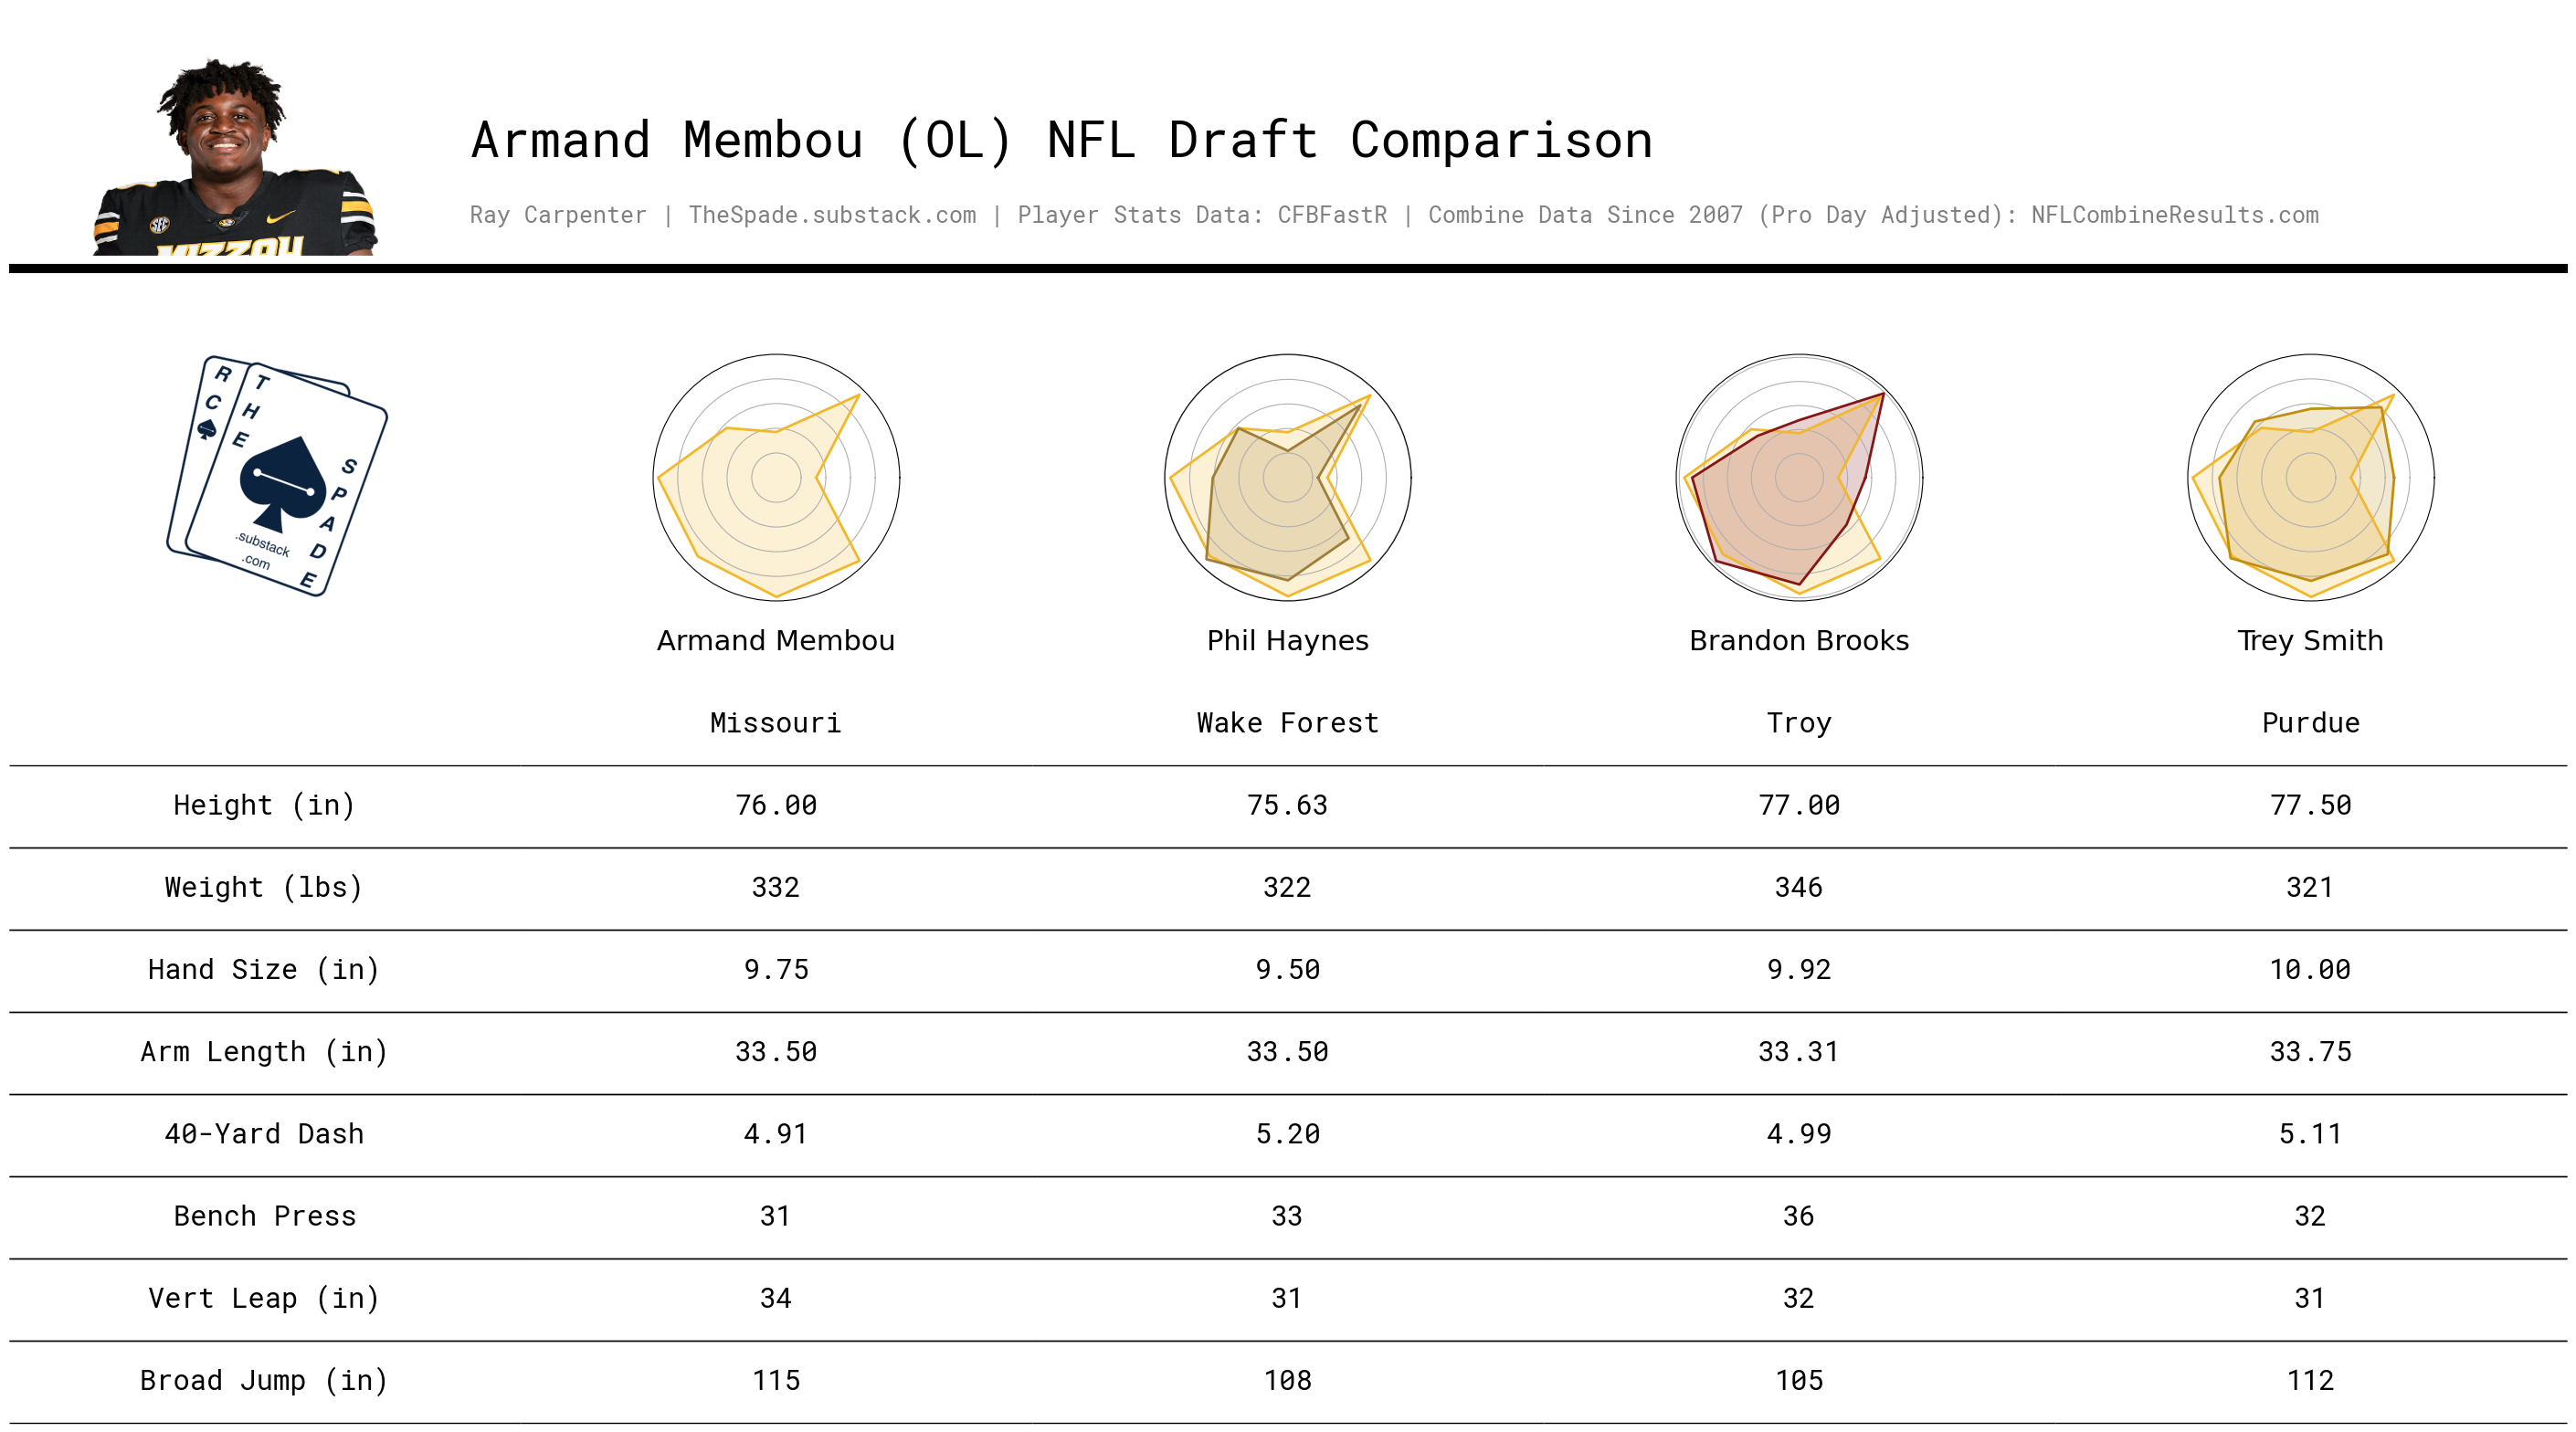 Armand Membou (OL) NFL Draft Comparison
Ray Carpenter | TheSpade.substack.com | Player Stats Data: CFBFastR | Combine Data Since 2007 (Pro Day Adjusted): NFLCombineResults.com
SEC
MIZZOU
R C
THE
SPADE
.substack
.com
Armand Membou Phil Haynes Brandon Brooks Trey Smith
Missouri Wake Forest Troy Purdue
Height (in) 76.00 75.63 77.00 77.50
Weight (lbs) 332 322 346 321
Hand Size (in) 9.75 9.50 9.92 10.00
Arm Length (in) 33.50 33.50 33.31 33.75
40-Yard Dash 4.91 5.20 4.99 5.11
Bench Press 31 33 36 32
Vert Leap (in) 34 31 32 31
Broad Jump (in) 115 108 105 112